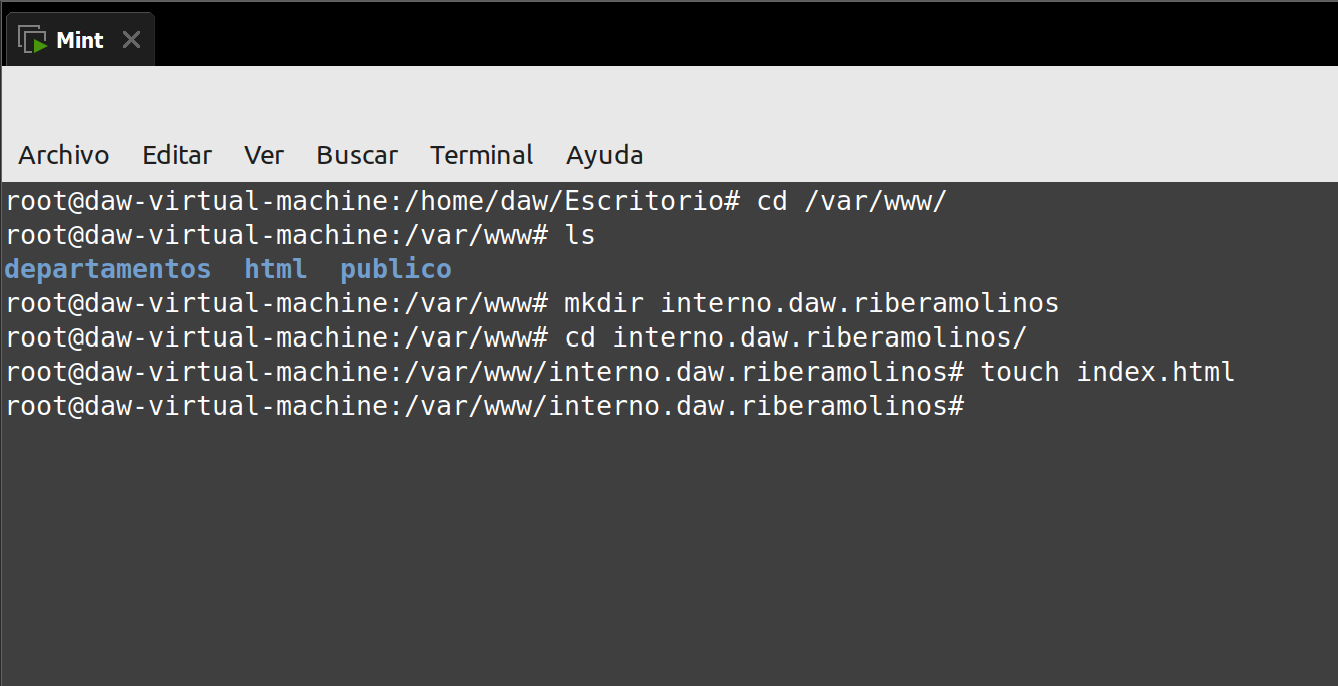 Mint
Archivo Editar Ver Buscar Terminal Ayuda
root@daw-virtual-machine:/home/daw/Escritorio# cd /var/www/
root@daw-virtual-machine:/var/www# ls
departamentos  html  publico
root@daw-virtual-machine:/var/www# mkdir interno.daw.riberamolinos
root@daw-virtual-machine:/var/www# cd interno.daw.riberamolinos/
root@daw-virtual-machine:/var/www/interno.daw.riberamolinos# touch index.html
root@daw-virtual-machine:/var/www/interno.daw.riberamolinos#